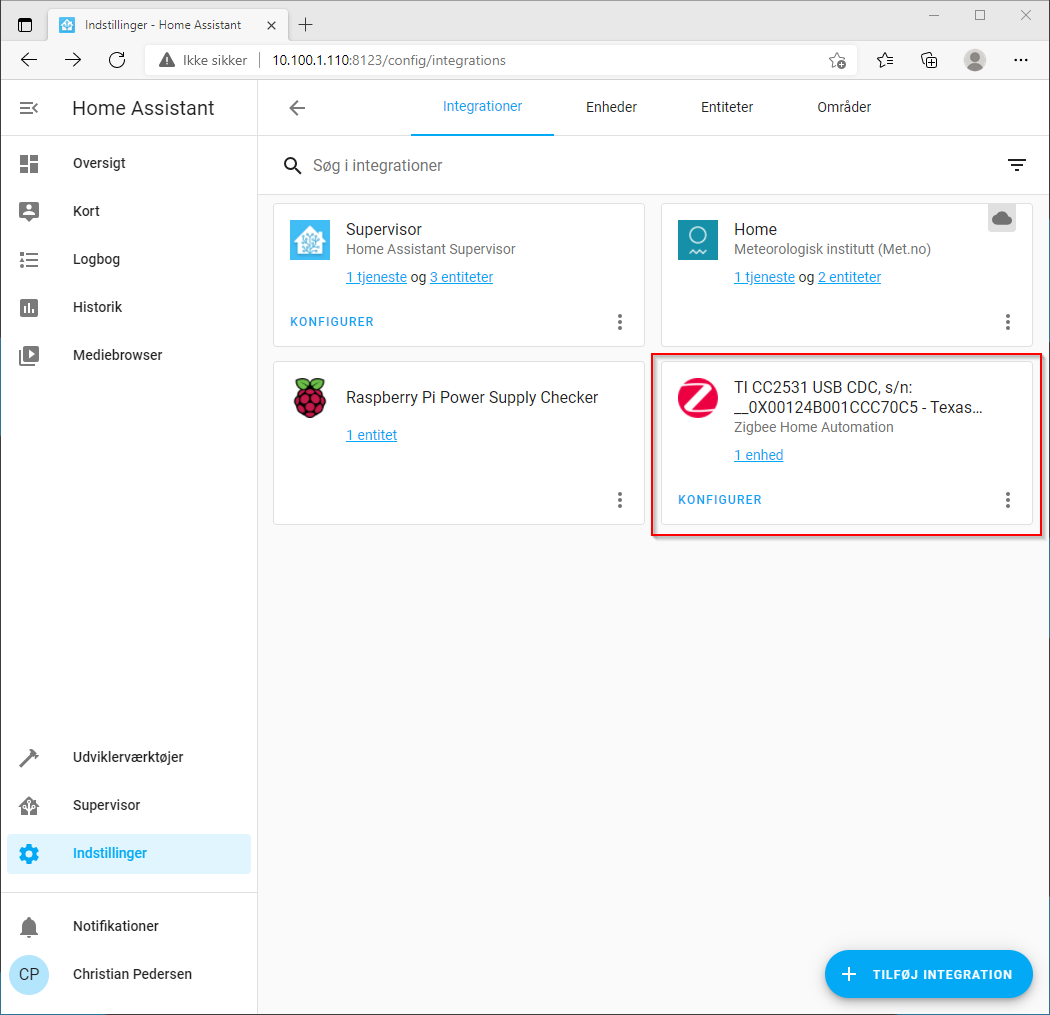 Indstillinger - Home Assistant
Ikke sikker
10.100.1.110:8123/config/integrations
Home Assistant
Integrationer
Enheder
Entiteter
Områder
Søg i integrationer
Oversigt
Kort
Logbog
Historik
Mediebrowser
Supervisor
Home Assistant Supervisor
1 tjeneste og 3 entiteter
KONFIGURER
Home
Meteorologisk institutt (Met.no)
1 tjeneste og 2 entiteter
Raspberry Pi Power Supply Checker
1 entitet
TI CC2531 USB CDC, s/n:
__0X00124B001CCC70C5 - Texas…
Zigbee Home Automation
1 enhed
KONFIGURER
Udviklerværktøjer
Supervisor
Indstillinger
Notifikationer
CP
Christian Pedersen
TILFØJ INTEGRATION